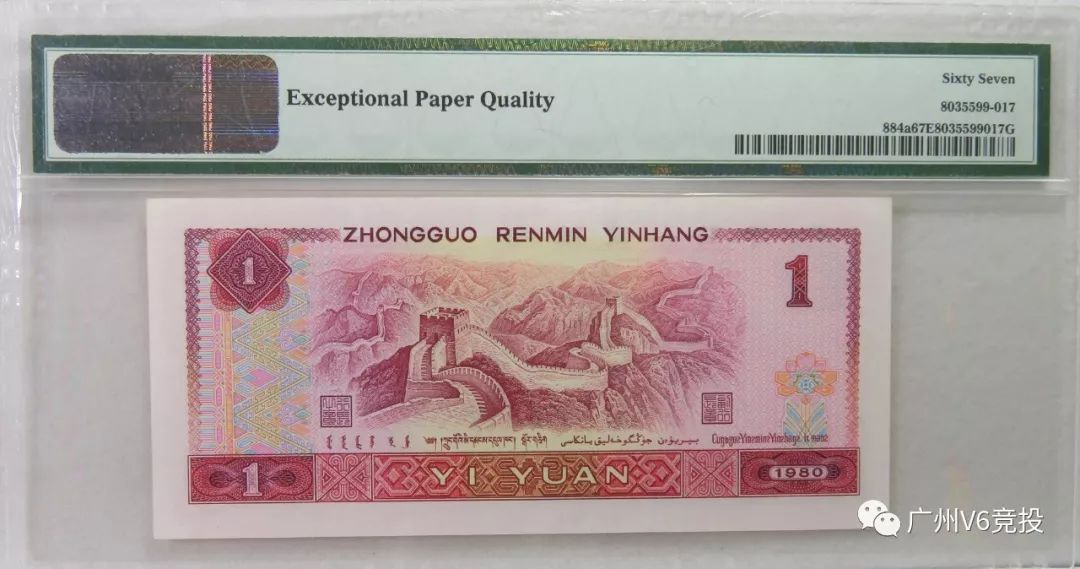 Exceptional Paper Quality
Sixty Seven
8035599-017
884a67E8035599017G
ZHONGGUO RENMIN YINHANG
1
1
1
YI YUAN
1980
广州V6竞投